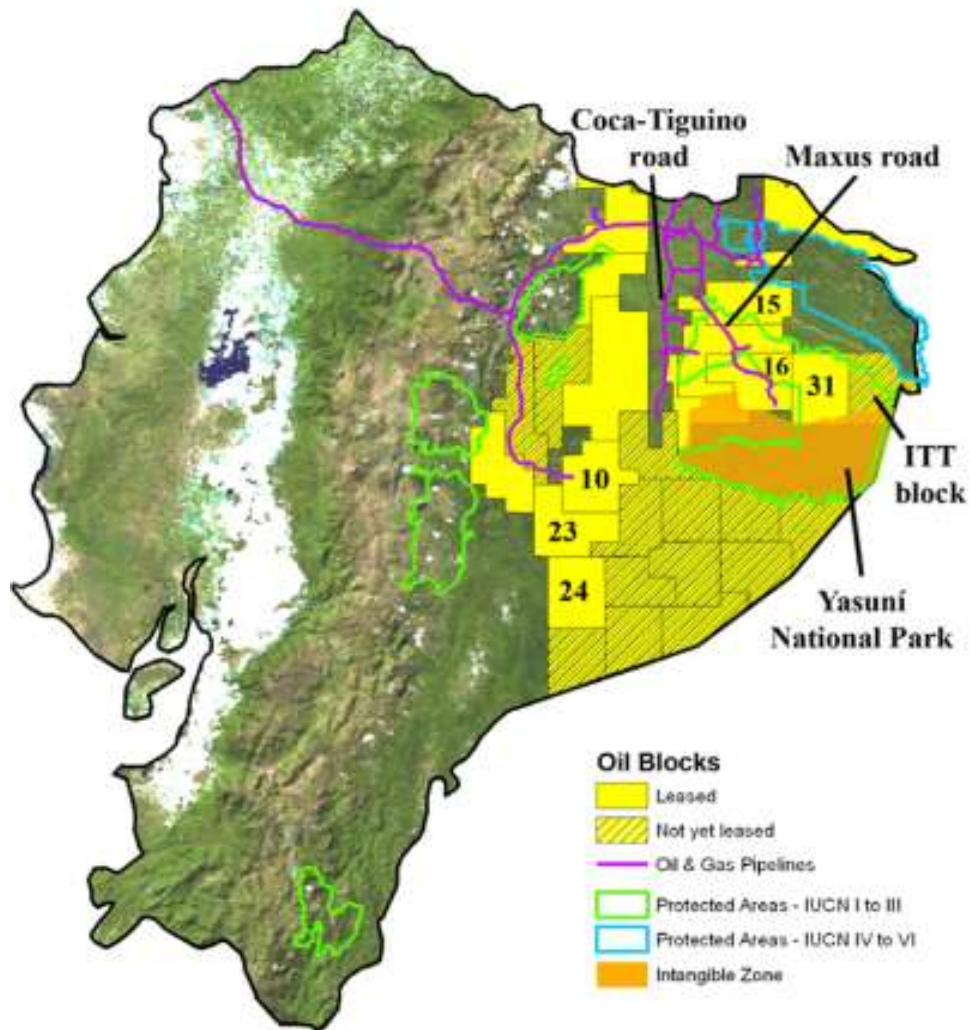 Coca-Tiguino
road
Maxus road
15
16
31
ITT
block
10
23
24
Yasuní
National Park
Oil Blocks
Leased
Not yet leased
Oil & Gas Pipelines
Protected Areas - IUCN I to III
Protected Areas - IUCN IV to VI
Intangible Zone